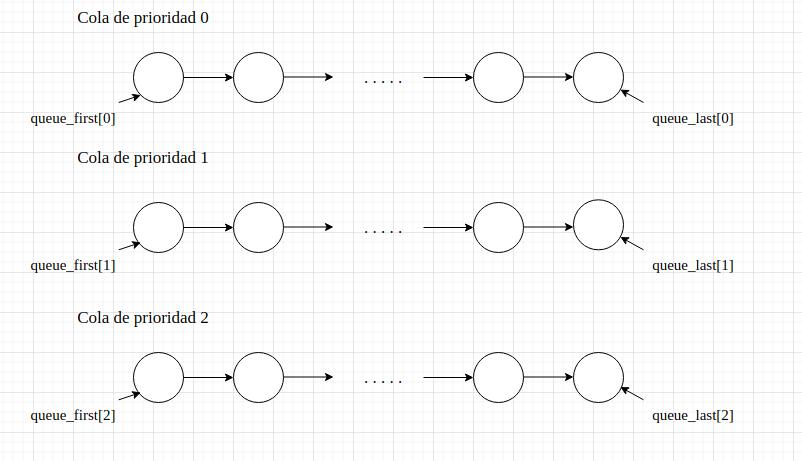 Cola de prioridad 0
.....
queue_first[0]
queue_last[0]
Cola de prioridad 1
.....
queue_first[1]
queue_last[1]
Cola de prioridad 2
.....
queue_first[2]
queue_last[2]